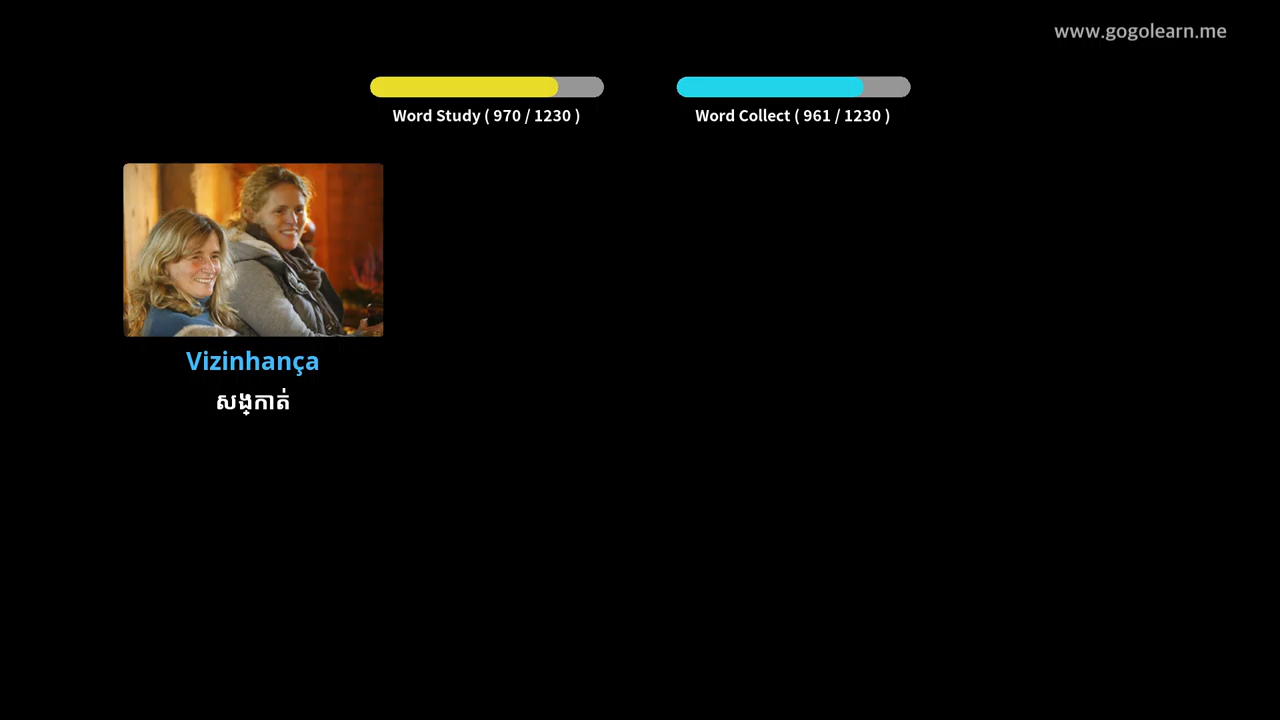 www.gogolearn.me
Word Study ( 970 / 1230 )
Word Collect ( 961 / 1230 )
Vizinhança
សង្កាត់